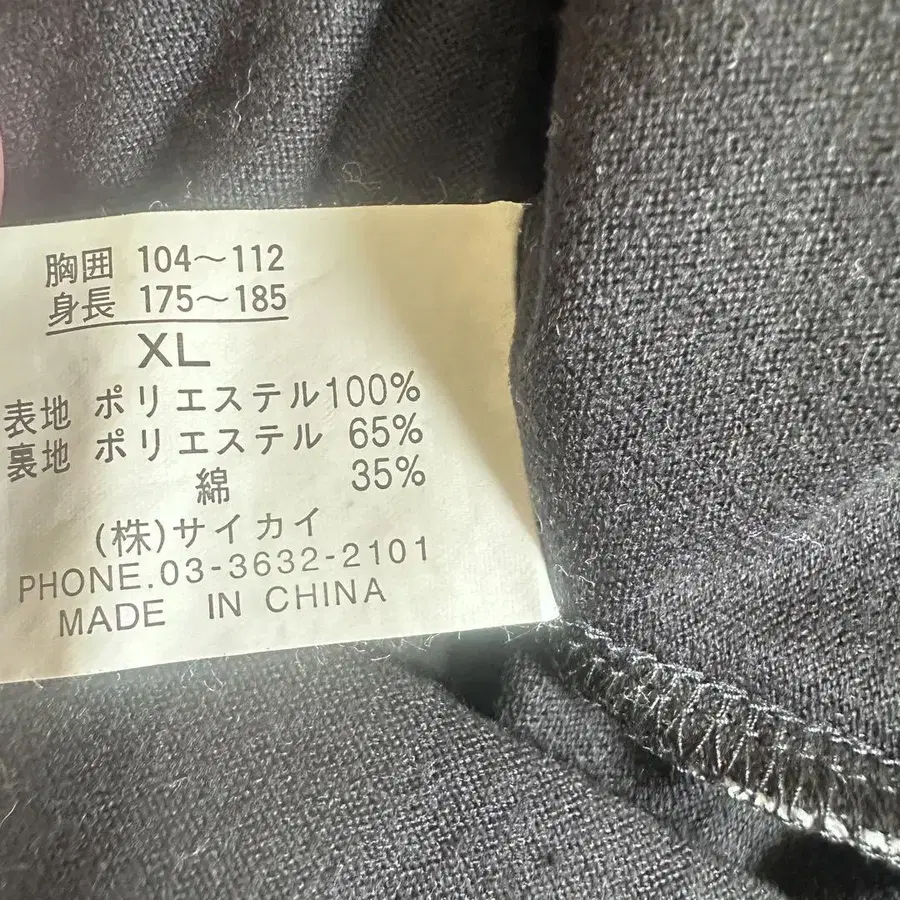 胸囲 104〜112
身長 175〜185
XL
表地 ポリエステル100%
裏地 ポリエステル 65%
綿 35%
(株)サイカイ
PHONE.03-3632-2101
MADE IN CHINA